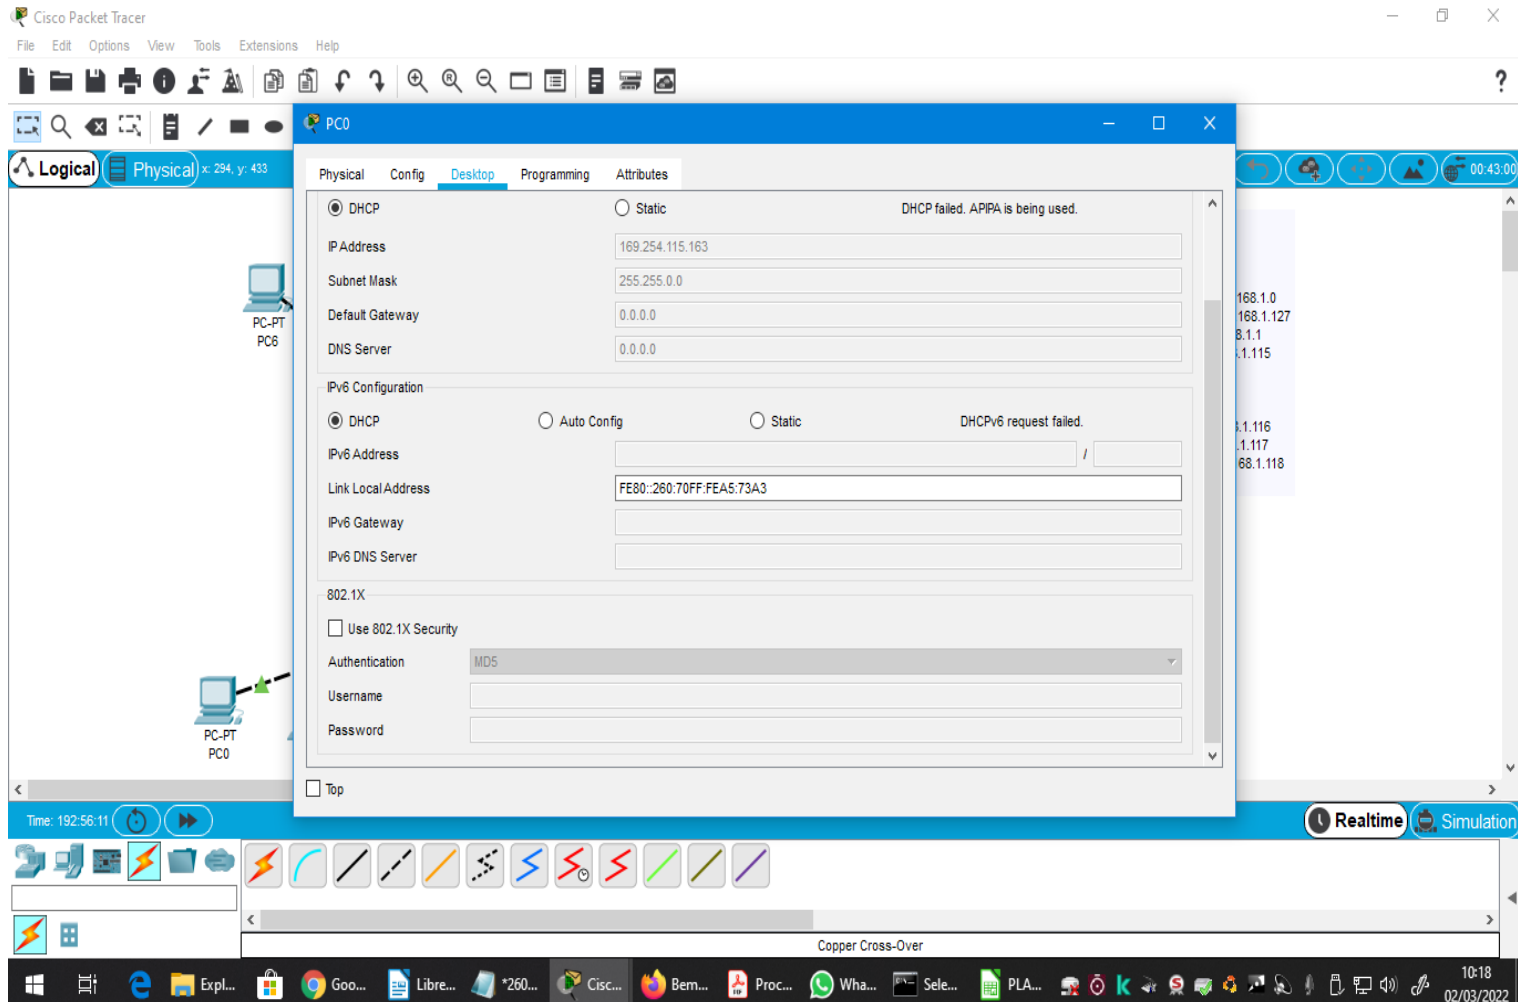 Cisco Packet Tracer
File Edit Options View Tools Extensions Help
?
PC0
Logical
Physical x: 294, y: 433
00:43:00
Physical Config Desktop Programming Attributes
DHCP Static DHCP failed. APIPA is being used.
IP Address 169.254.115.163
Subnet Mask 255.255.0.0
Default Gateway 0.0.0.0
DNS Server 0.0.0.0
IPv6 Configuration
DHCP Auto Config Static DHCPv6 request failed.
IPv6 Address /
Link Local Address FE80::260:70FF:FEA5:73A3
IPv6 Gateway
IPv6 DNS Server
802.1X
Use 802.1X Security
Authentication MD5
Username
Password
Top
PC-PT
PC6
PC-PT
PC0
168.1.0
168.1.127
8.1.1
.1.115
.1.116
.1.117
68.1.118
Time: 192:56:11
Realtime Simulation
Copper Cross-Over
Expl... Goo... Libre... *260... Cisc... Bem... Proc... Wha... Sele... PLA...
10:18
02/03/2022